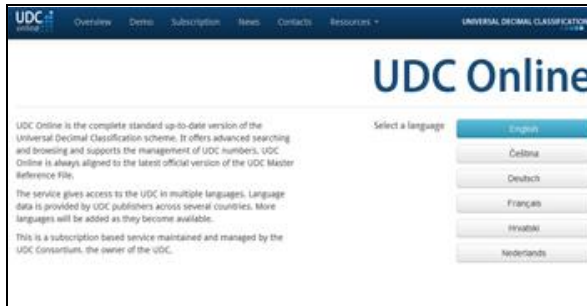 UDC online
Overview Demo Subscription News Contacts Resources
UNIVERSAL DECIMAL CLASSIFICATION
UDC Online
UDC Online is the complete standard up-to-date version of the
Universal Decimal Classification scheme. It offers advanced searching
and browsing and supports the management of UDC numbers. UDC
Online is always aligned to the latest official version of the UDC Master
Reference File.
The service gives access to the UDC in multiple languages. Language
data is provided by UDC publishers across several countries. More
languages will be added as they become available.
This is a subscription based service maintained and managed by the
UDC Consortium, the owner of the UDC.
Select a language
English
Čeština
Deutsch
Français
Hrvatski
Nederlands